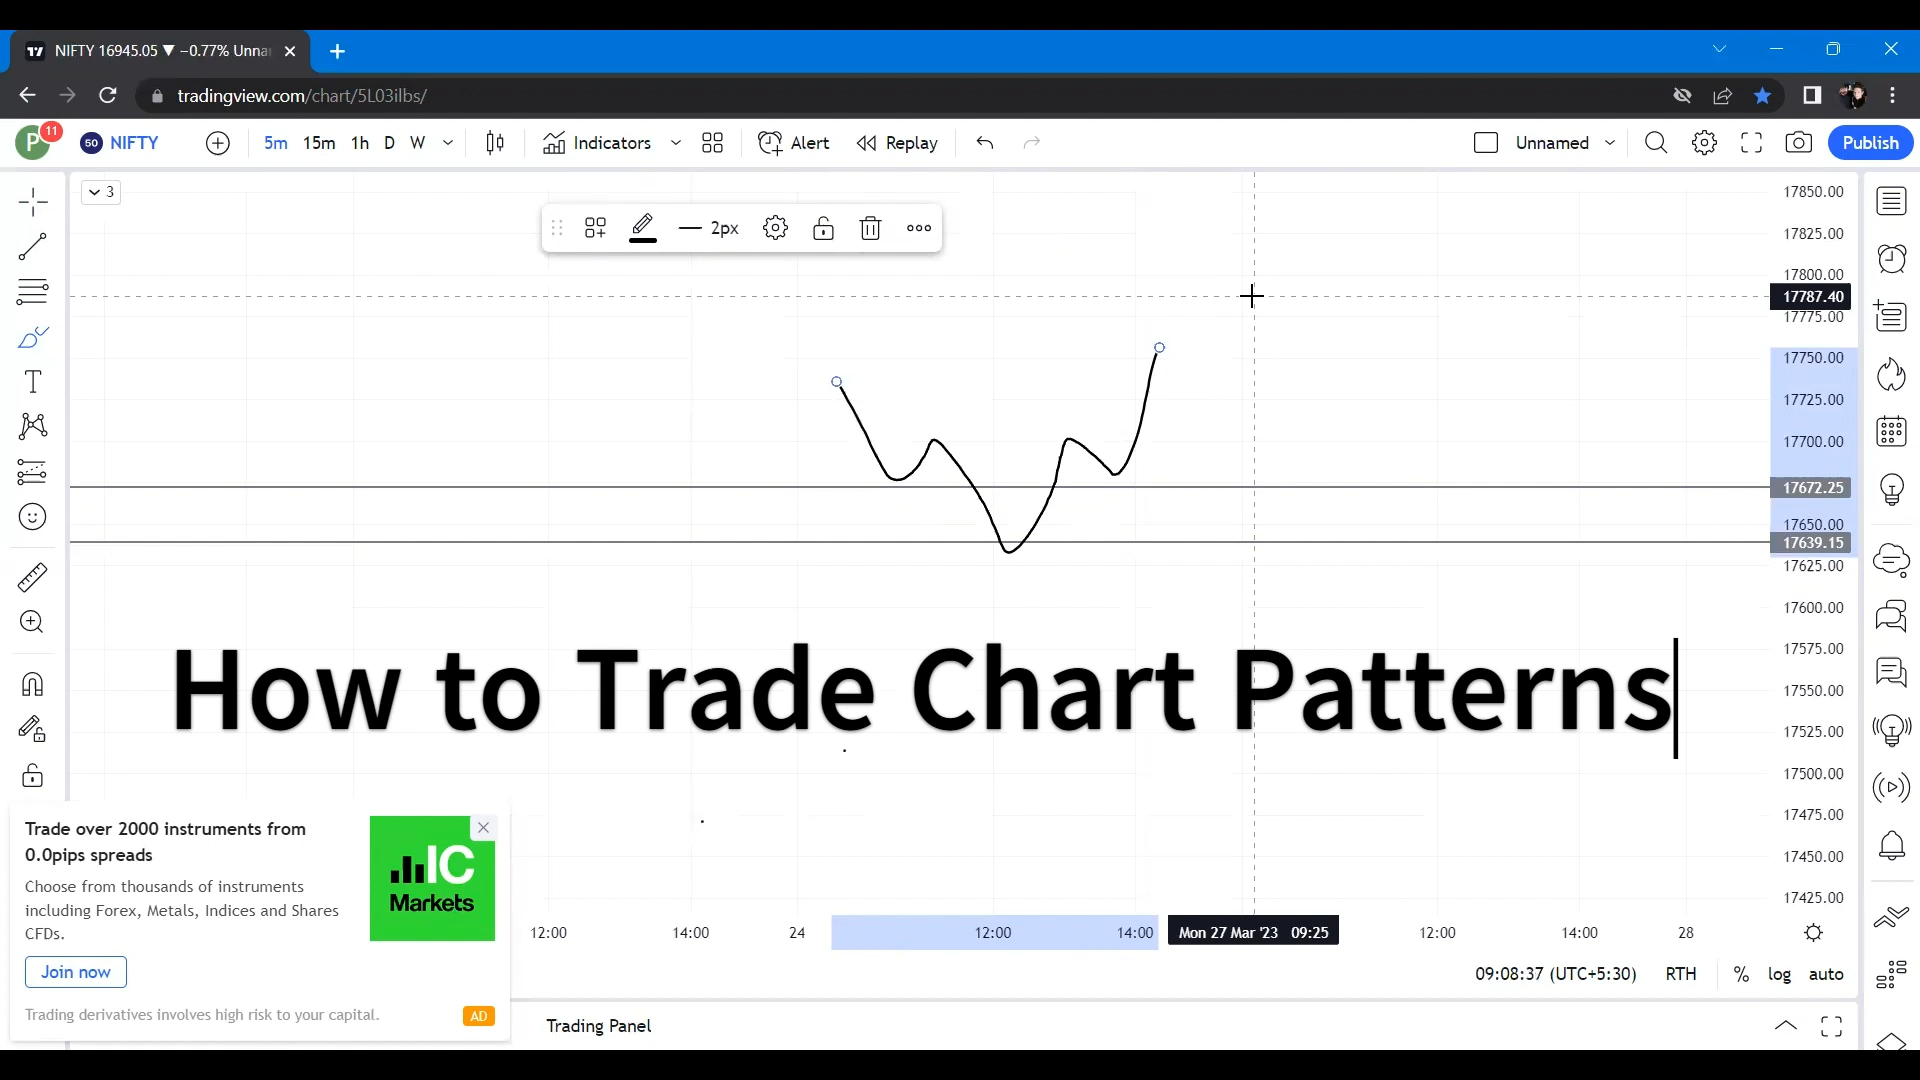 NIFTY 16945.05 ▼ −0.77% Unna
tradingview.com/chart/5L03ilbs/
P 11 50 NIFTY 5m 15m 1h D W Indicators Alert Replay Unnamed Publish
3
2px
17850.00
17825.00
17800.00
17787.40
17775.00
17750.00
17725.00
17700.00
17672.25
17650.00
17639.15
17625.00
17600.00
17575.00
17550.00
17525.00
17500.00
17475.00
17450.00
17425.00
How to Trade Chart Patterns
Trade over 2000 instruments from
0.0pips spreads
Choose from thousands of instruments
including Forex, Metals, Indices and Shares
CFDs.
Join now
Trading derivatives involves high risk to your capital.
AD
IC
Markets
12:00 14:00 24 12:00 14:00 Mon 27 Mar '23 09:25 12:00 14:00 28
09:08:37 (UTC+5:30) RTH % log auto
Trading Panel